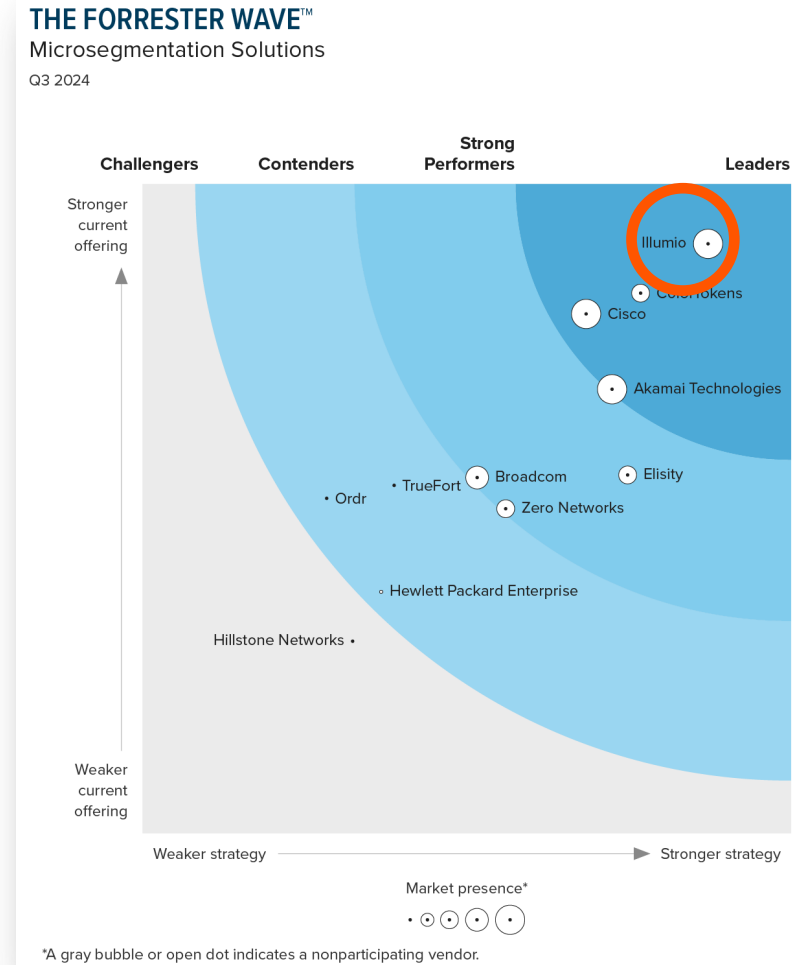 THE FORRESTER WAVE™
Microsegmentation Solutions
Q3 2024
Challengers
Contenders
Strong
Performers
Leaders
Stronger
current
offering
Illumio
ColorTokens
Cisco
Akamai Technologies
Broadcom
Elisity
TrueFort
Ordr
Zero Networks
Hewlett Packard Enterprise
Hillstone Networks
Weaker
current
offering
Weaker strategy
Stronger strategy
Market presence*
*A gray bubble or open dot indicates a nonparticipating vendor.